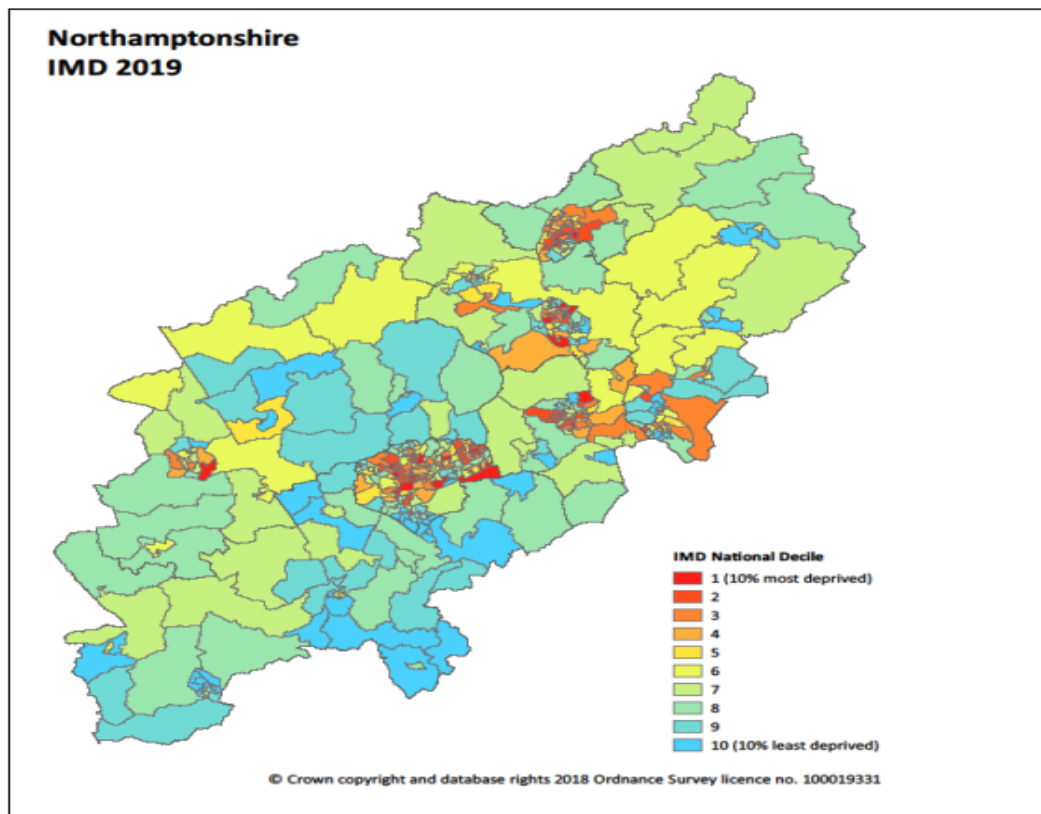 Northamptonshire
IMD 2019
IMD National Decile
1 (10% most deprived)
2
3
4
5
6
7
8
9
10 (10% least deprived)
© Crown copyright and database rights 2018 Ordnance Survey licence no. 100019331